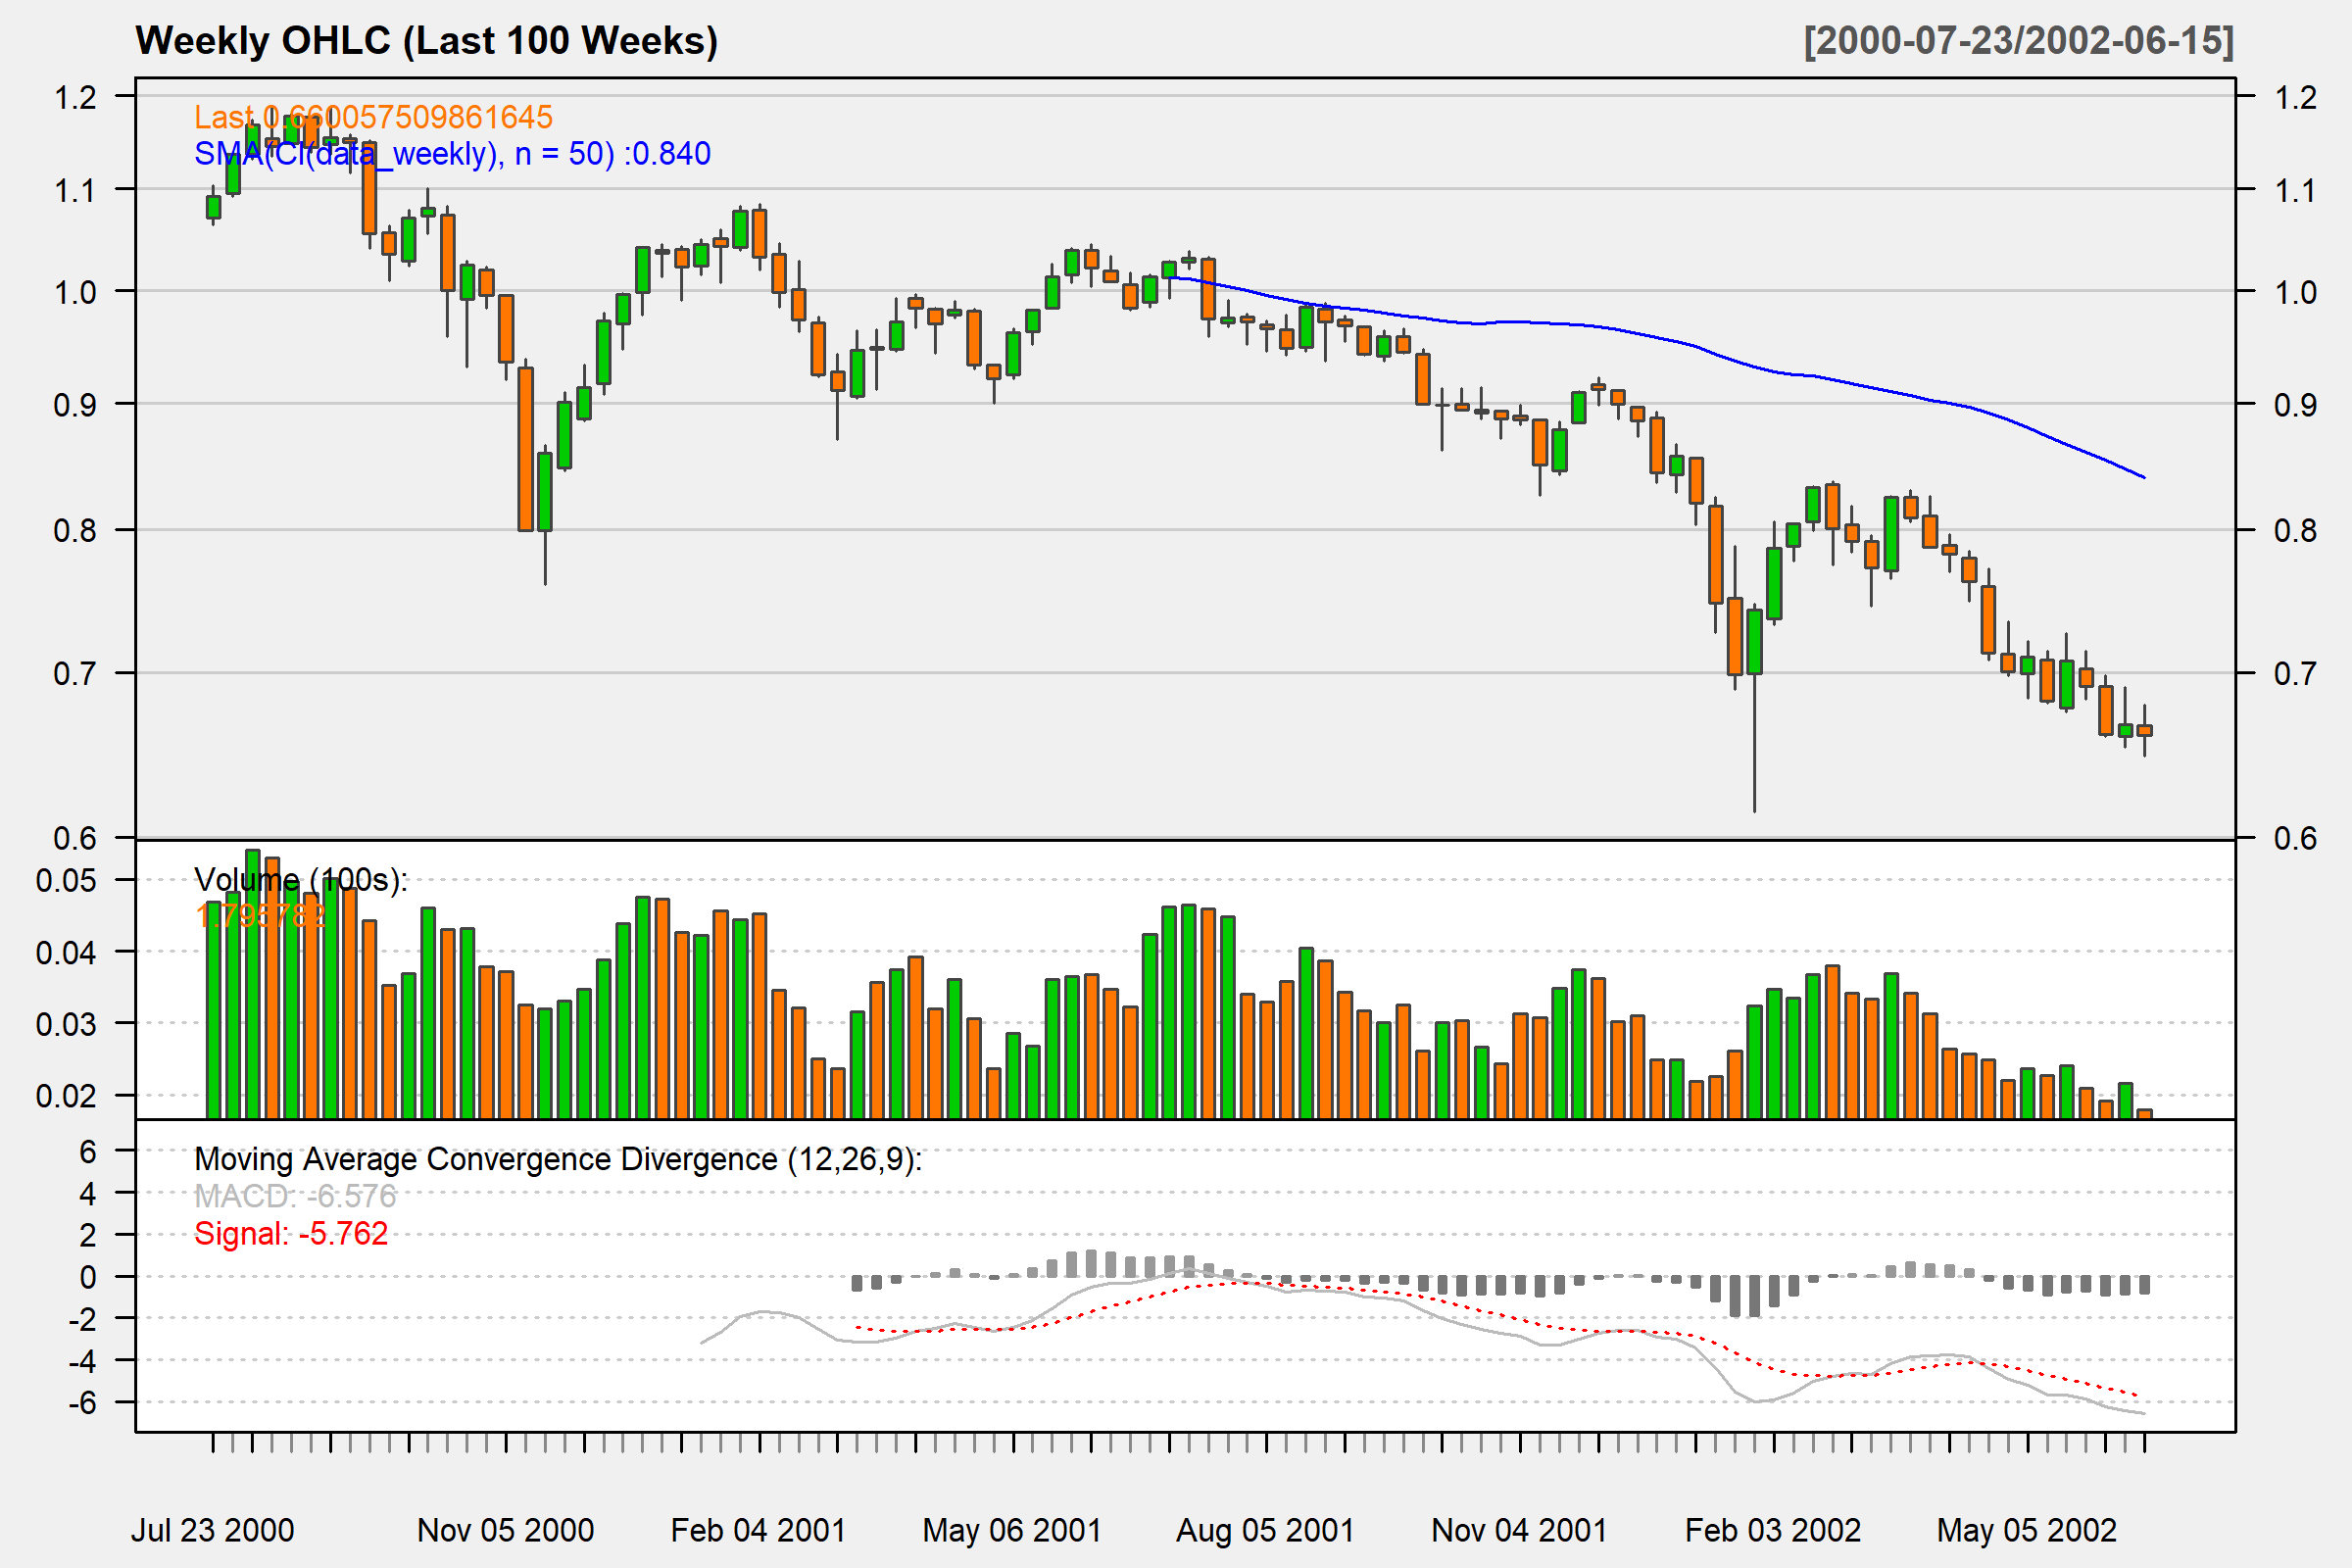 Weekly OHLC (Last 100 Weeks)
[2000-07-23/2002-06-15]
Last 0.660057509861645
SMA(Cl(data_weekly), n = 50) :0.840
1.2
1.1
1.0
0.9
0.8
0.7
0.6
1.2
1.1
1.0
0.9
0.8
0.7
0.6
Volume (100s):
1.795782
0.05
0.04
0.03
0.02
Moving Average Convergence Divergence (12,26,9):
MACD: -6.576
Signal: -5.762
6
4
2
0
-2
-4
-6
Jul 23 2000
Nov 05 2000
Feb 04 2001
May 06 2001
Aug 05 2001
Nov 04 2001
Feb 03 2002
May 05 2002